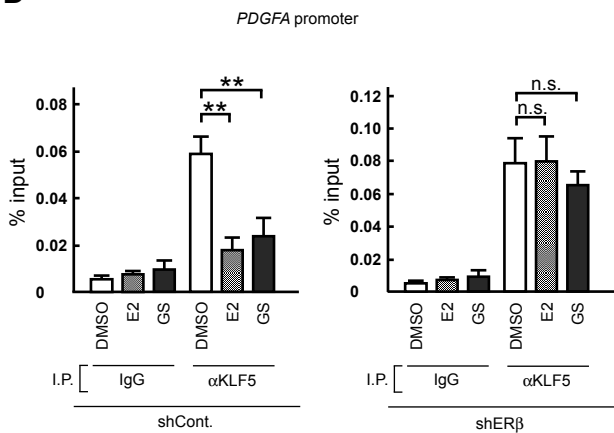 PDGFA promoter
**
**
0.08
0.06
0.04
0.02
0
% input
DMSO
E2
GS
DMSO
E2
GS
I.P.
IgG
αKLF5
shCont.
n.s.
n.s.
0.12
0.10
0.08
0.06
0.04
0.02
0
% input
DMSO
E2
GS
DMSO
E2
GS
I.P.
IgG
αKLF5
shERβ